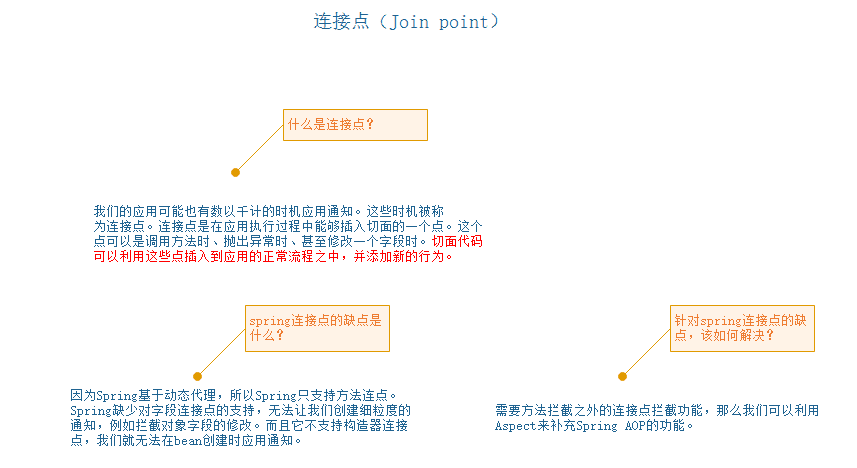 连接点（Join point）
什么是连接点？
我们的应用可能也有数以千计的时机应用通知。这些时机被称
为连接点。连接点是在应用执行过程中能够插入切面的一个点。这个
点可以是调用方法时、抛出异常时、甚至修改一个字段时。切面代码
可以利用这些点插入到应用的正常流程之中，并添加新的行为。
spring连接点的缺点是
什么？
因为Spring基于动态代理，所以Spring只支持方法连点。
Spring缺少对字段连接点的支持，无法让我们创建细粒度的
通知，例如拦截对象字段的修改。而且它不支持构造器连接
点，我们就无法在bean创建时应用通知。
针对spring连接点的缺
点，该如何解决？
需要方法拦截之外的连接点拦截功能，那么我们可以利用
Aspect来补充Spring AOP的功能。